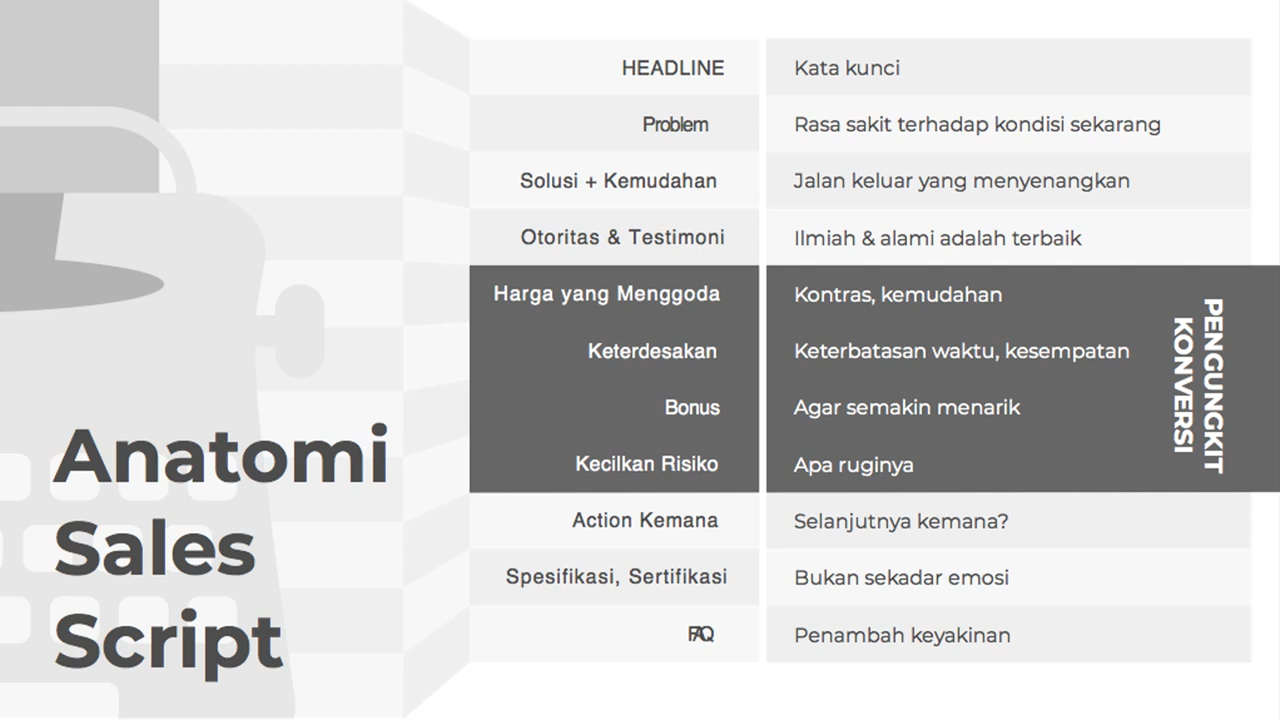 Anatomi
Sales
Script
HEADLINE Kata kunci
Problem Rasa sakit terhadap kondisi sekarang
Solusi + Kemudahan Jalan keluar yang menyenangkan
Otoritas & Testimoni Ilmiah & alami adalah terbaik
Harga yang Menggoda Kontras, kemudahan
Keterdesakan Keterbatasan waktu, kesempatan
Bonus Agar semakin menarik
Kecilkan Risiko Apa ruginya
PENGUNGKIT
KONVERSI
Action Kemana Selanjutnya kemana?
Spesifikasi, Sertifikasi Bukan sekadar emosi
FAQ Penambah keyakinan